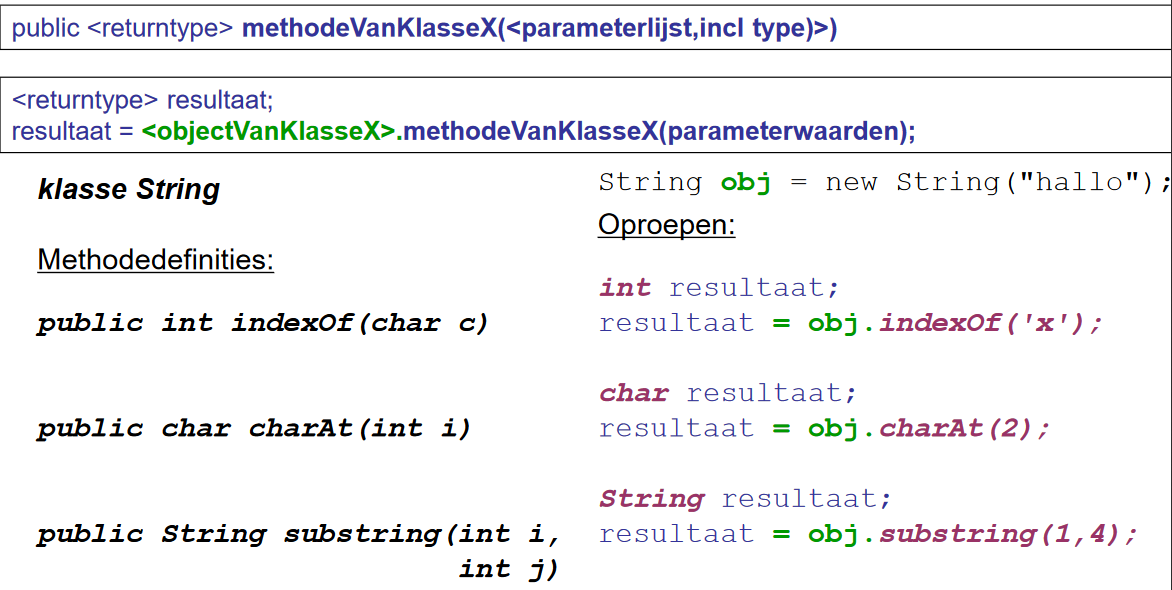 public <returntype> methodeVanKlasseX(<parameterlijst,incl type)>)
<returntype> resultaat;
resultaat = <objectVanKlasseX>.methodeVanKlasseX(parameterwaarden);
klasse String
Methodedefinities:
public int indexOf(char c)
public char charAt(int i)
public String substring(int i,
int j)
String obj = new String("hallo");
Oproepen:
int resultaat;
resultaat = obj.indexOf('x');
char resultaat;
resultaat = obj.charAt(2);
String resultaat;
resultaat = obj.substring(1,4);